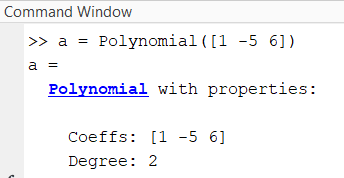 Command Window
>> a = Polynomial([1 -5 6])
a =
Polynomial with properties:
Coeffs: [1 -5 6]
Degree: 2